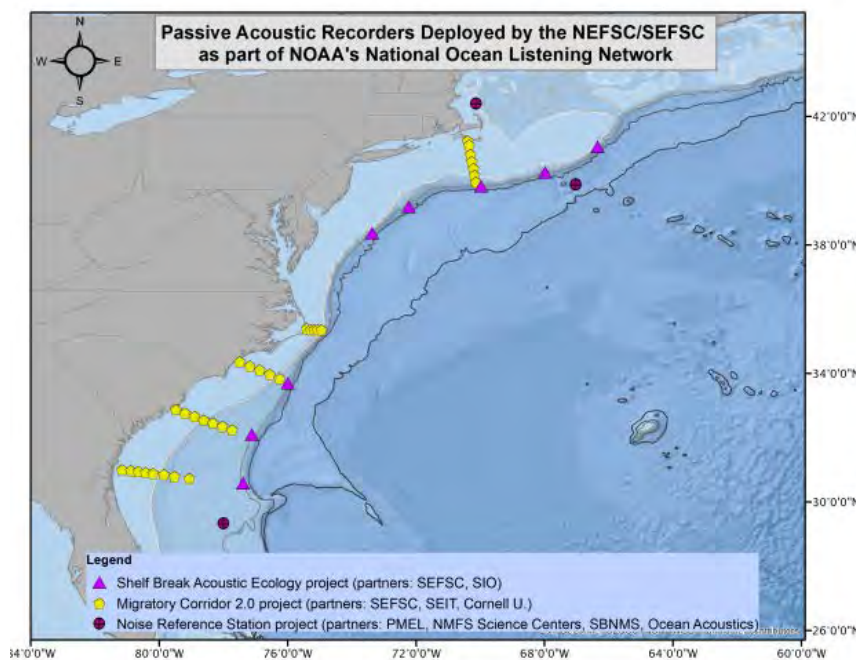 Passive Acoustic Recorders Deployed by the NEFSC/SEFSC
as part of NOAA's National Ocean Listening Network
N
W
E
S
42°0'0"N
38°0'0"N
34°0'0"N
30°0'0"N
26°0'0"N
Legend
Shelf Break Acoustic Ecology project (partners: SEFSC, SIO)
Migratory Corridor 2.0 project (partners: SEFSC, SEIT, Cornell U.)
Noise Reference Station project (partners: PMEL, NMFS Science Centers, SBNMS, Ocean Acoustics)
84°0'0"W 80°0'0"W 76°0'0"W 72°0'0"W 68°0'0"W 64°0'0"W 60°0'0"W